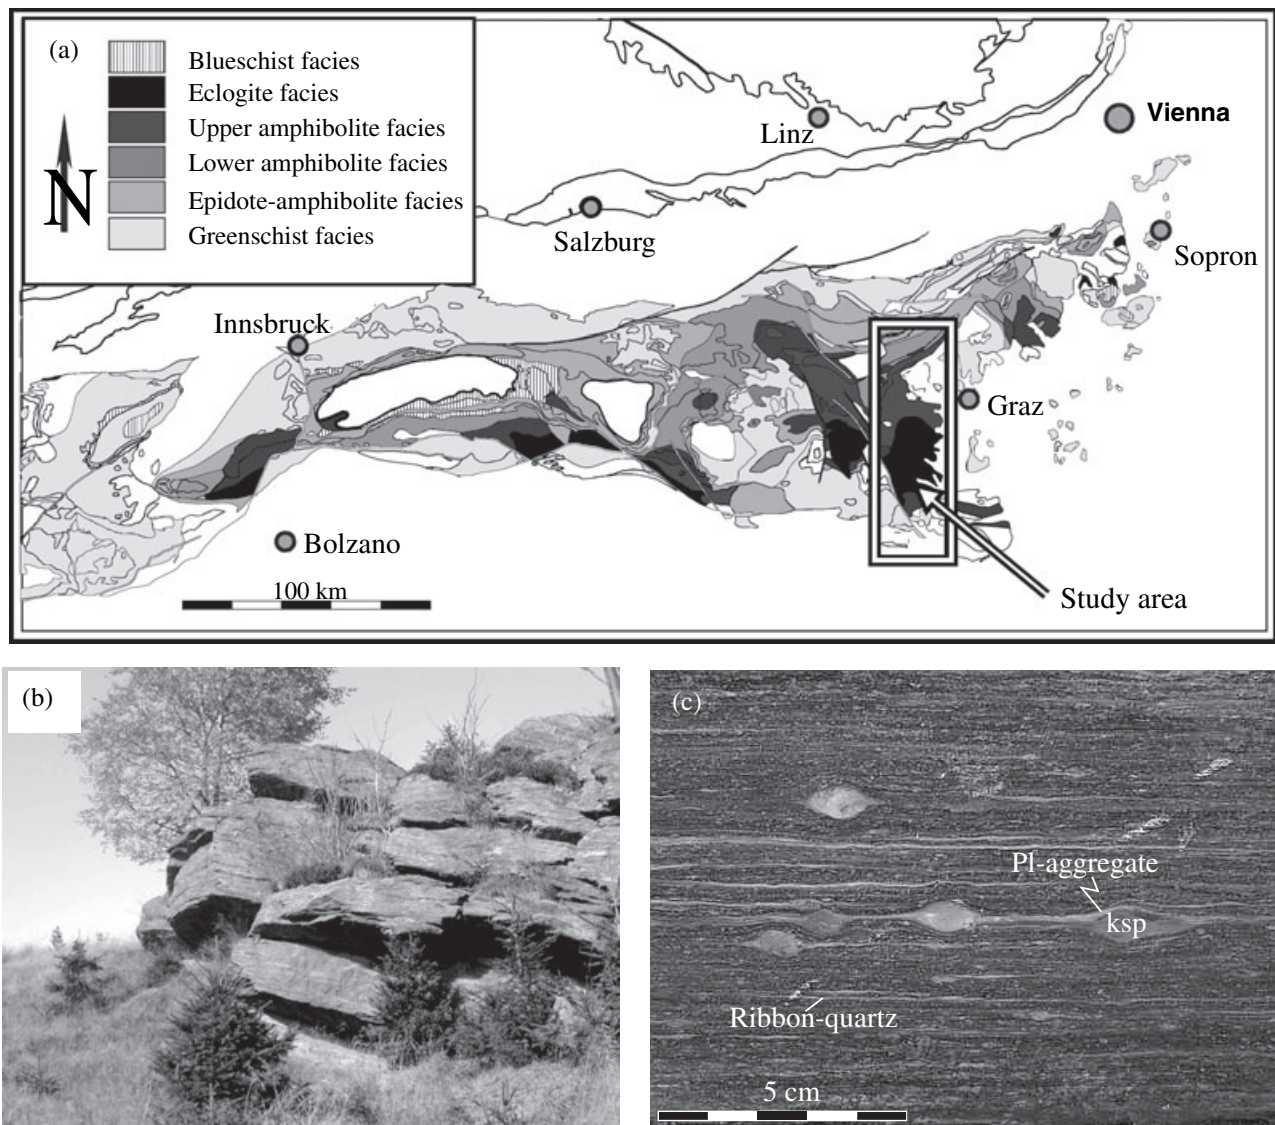 (a)
Blueschist facies
Eclogite facies
Upper amphibolite facies
Lower amphibolite facies
Epidote-amphibolite facies
Greenschist facies
N
Linz
Vienna
Salzburg
Sopron
Innsbruck
Graz
Bolzano
100 km
Study area
(b)
(c)
Pl-aggregate
ksp
Ribbon-quartz
5 cm